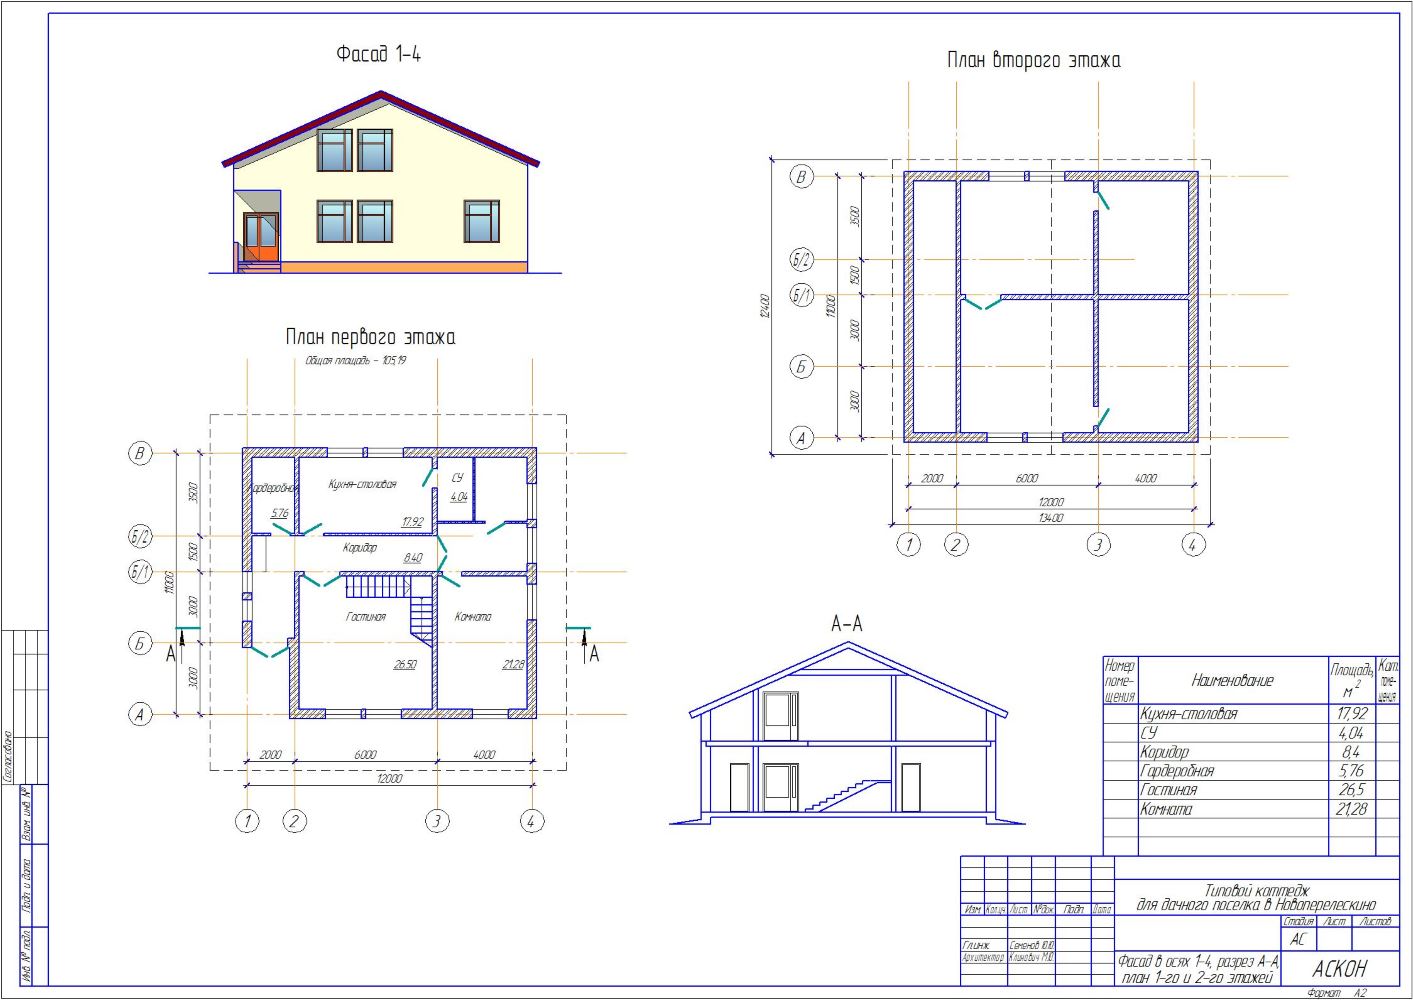 Фасад 1-4
План второго этажа
В
Б/2
Б/1
Б
А
3500
1500
3000
3000
11000
12400
2000
6000
4000
12000
13400
1
2
3
4
План первого этажа
Общая площадь - 105,19
В
Б/2
Б/1
Б
А
3500
1500
3000
3000
11000
Гардеробная
5.76
Кухня-столовая
17.92
СУ
4.04
Коридор
8.40
Гостиная
26.50
Комната
21.28
А
А
2000
6000
4000
12000
1
2
3
4
А-А
Номер помещения
Наименование
Площадь, м²
Кат. поме-щения
Кухня-столовая 17,92
СУ 4,04
Коридор 8,4
Гардеробная 5,76
Гостиная 26,5
Комната 21,28
Типовой коттедж
для дачного поселка в Новоперелескино
Изм. Кол.уч Лист №док. Подп. Дата
Стадия Лист Листов
АС
Гл.инж. Семенов Ю.Ю.
Архитектор Клинович М.Ю.
Фасад в осях 1-4, разрез А-А,
план 1-го и 2-го этажей
АСКОН
Формат А2
Согласовано
Взам. инв. №
Подп. и дата
Инв. № подл.